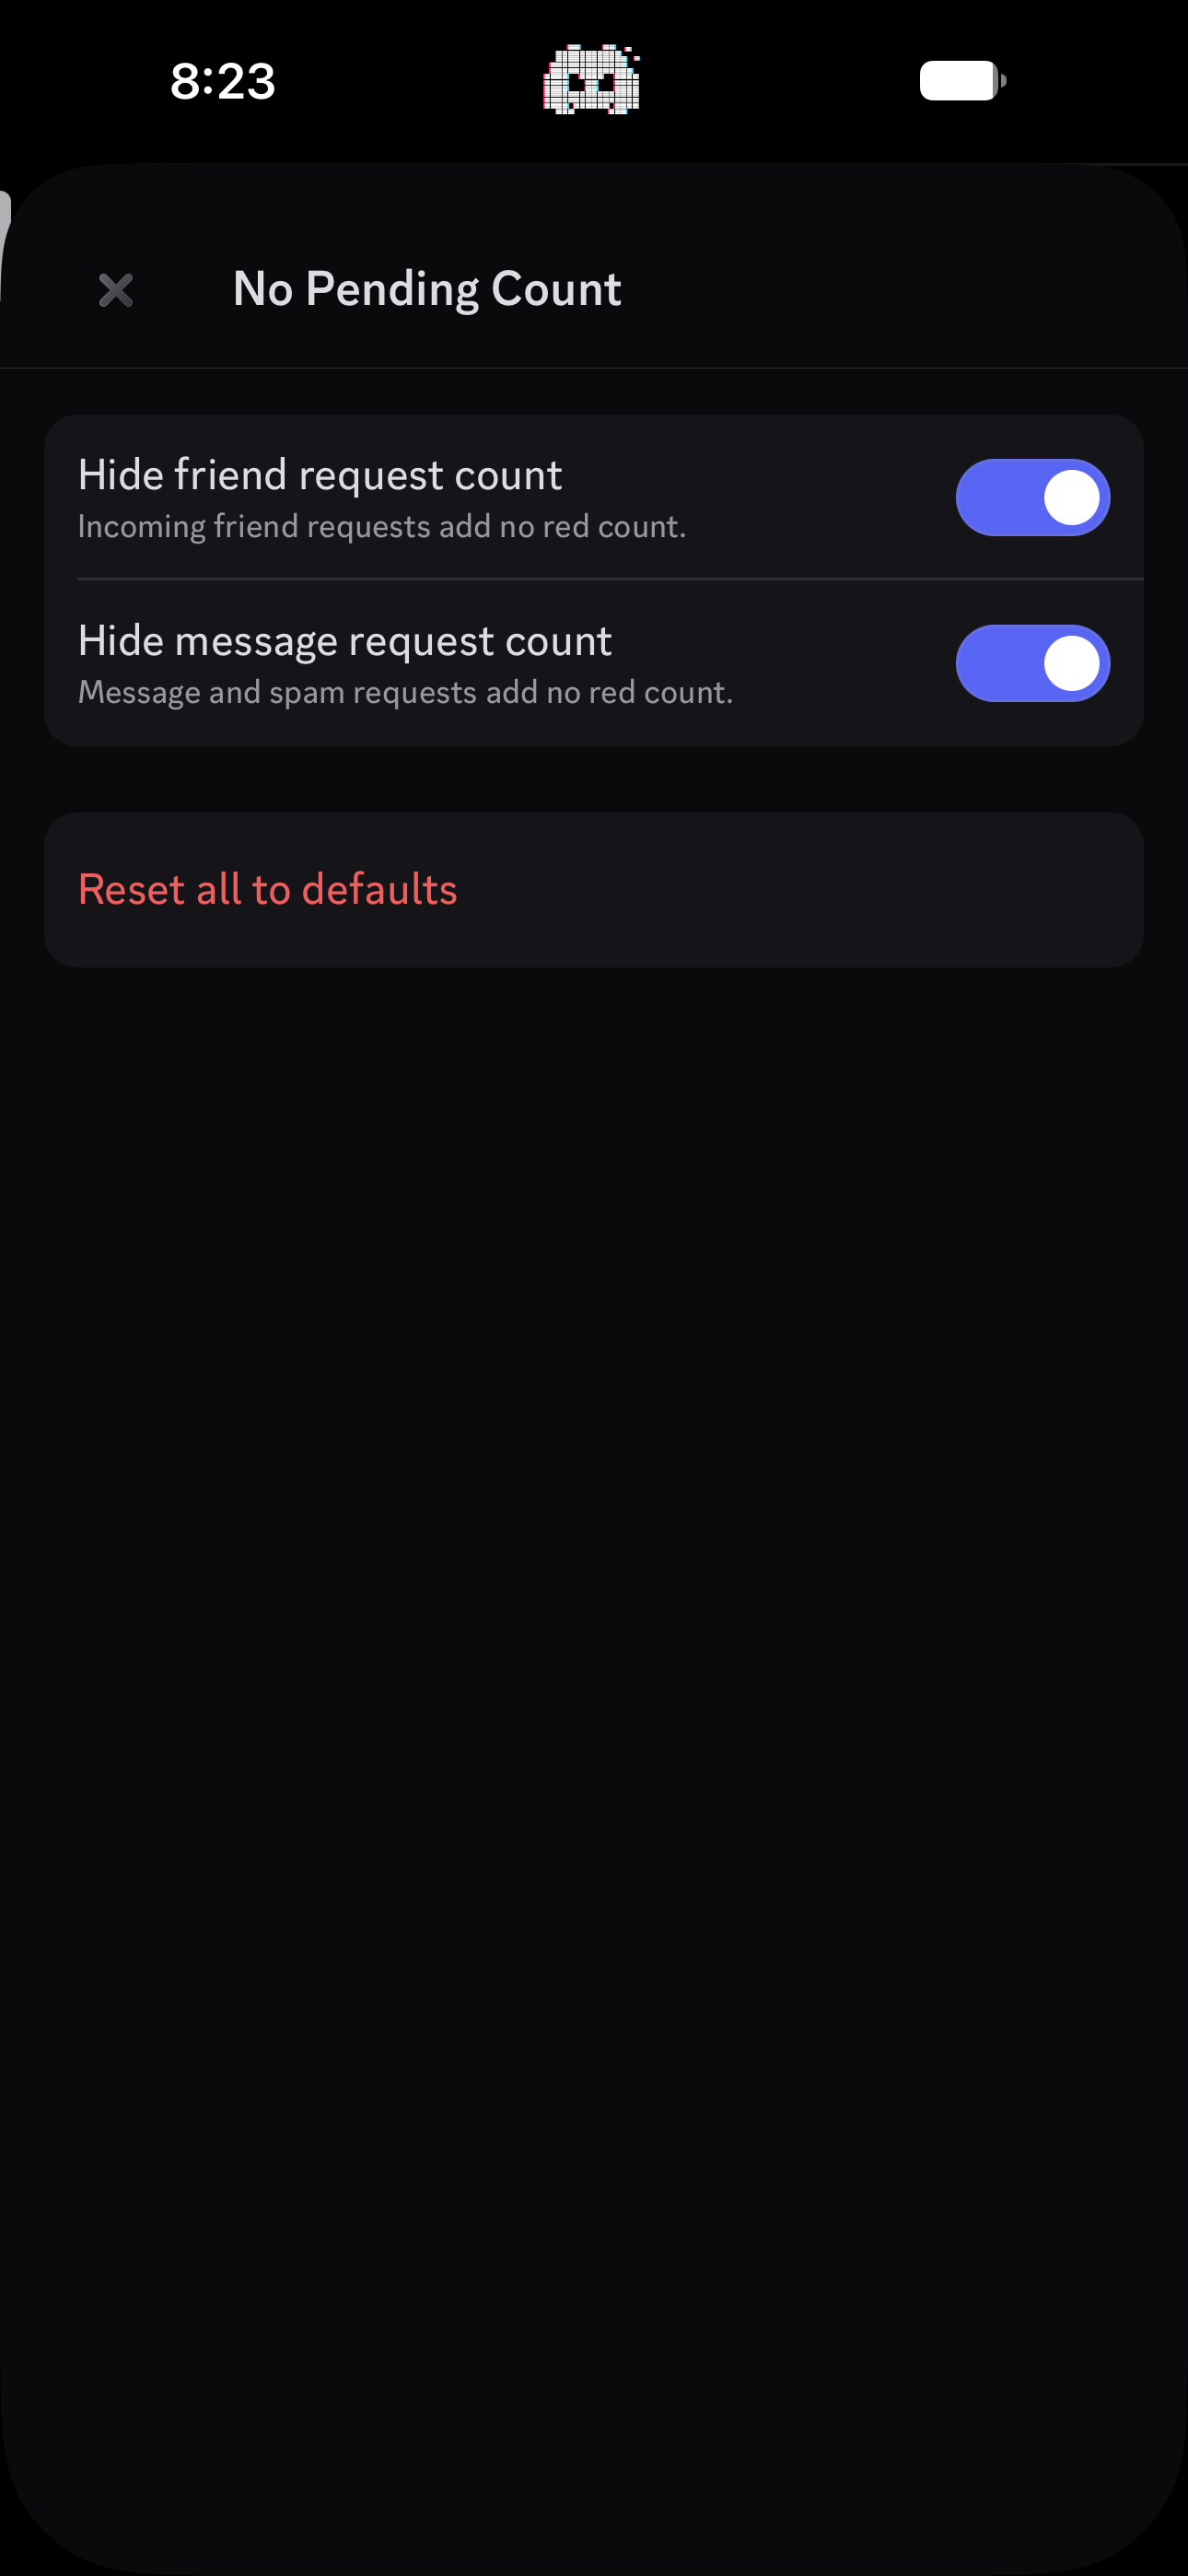 8:23
No Pending Count
Hide friend request count
Incoming friend requests add no red count.
Hide message request count
Message and spam requests add no red count.
Reset all to defaults